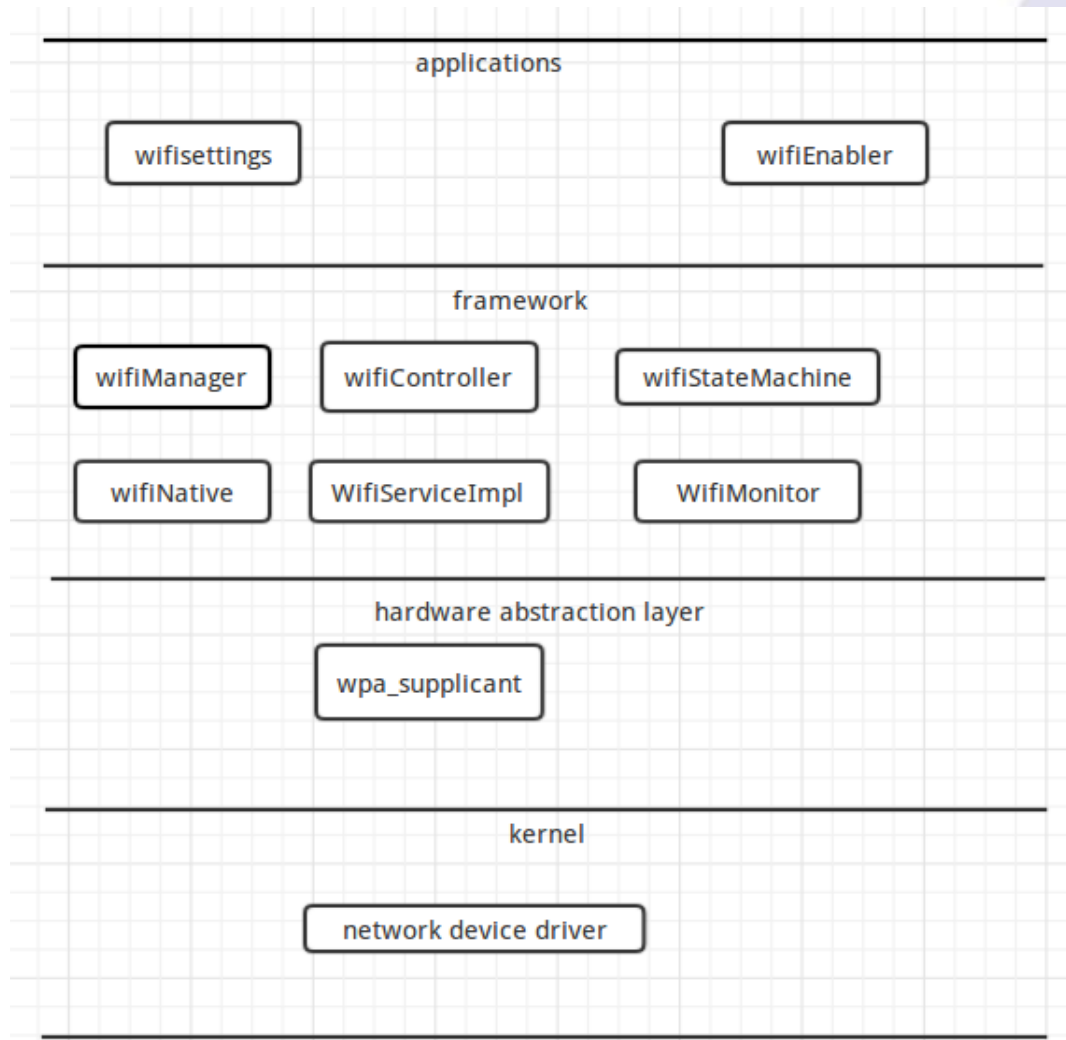 applications
wifisettings
wifiEnabler
framework
wifiManager
wifiController
wifiStateMachine
wifiNative
WifiServiceImpl
WifiMonitor
hardware abstraction layer
wpa_supplicant
kernel
network device driver